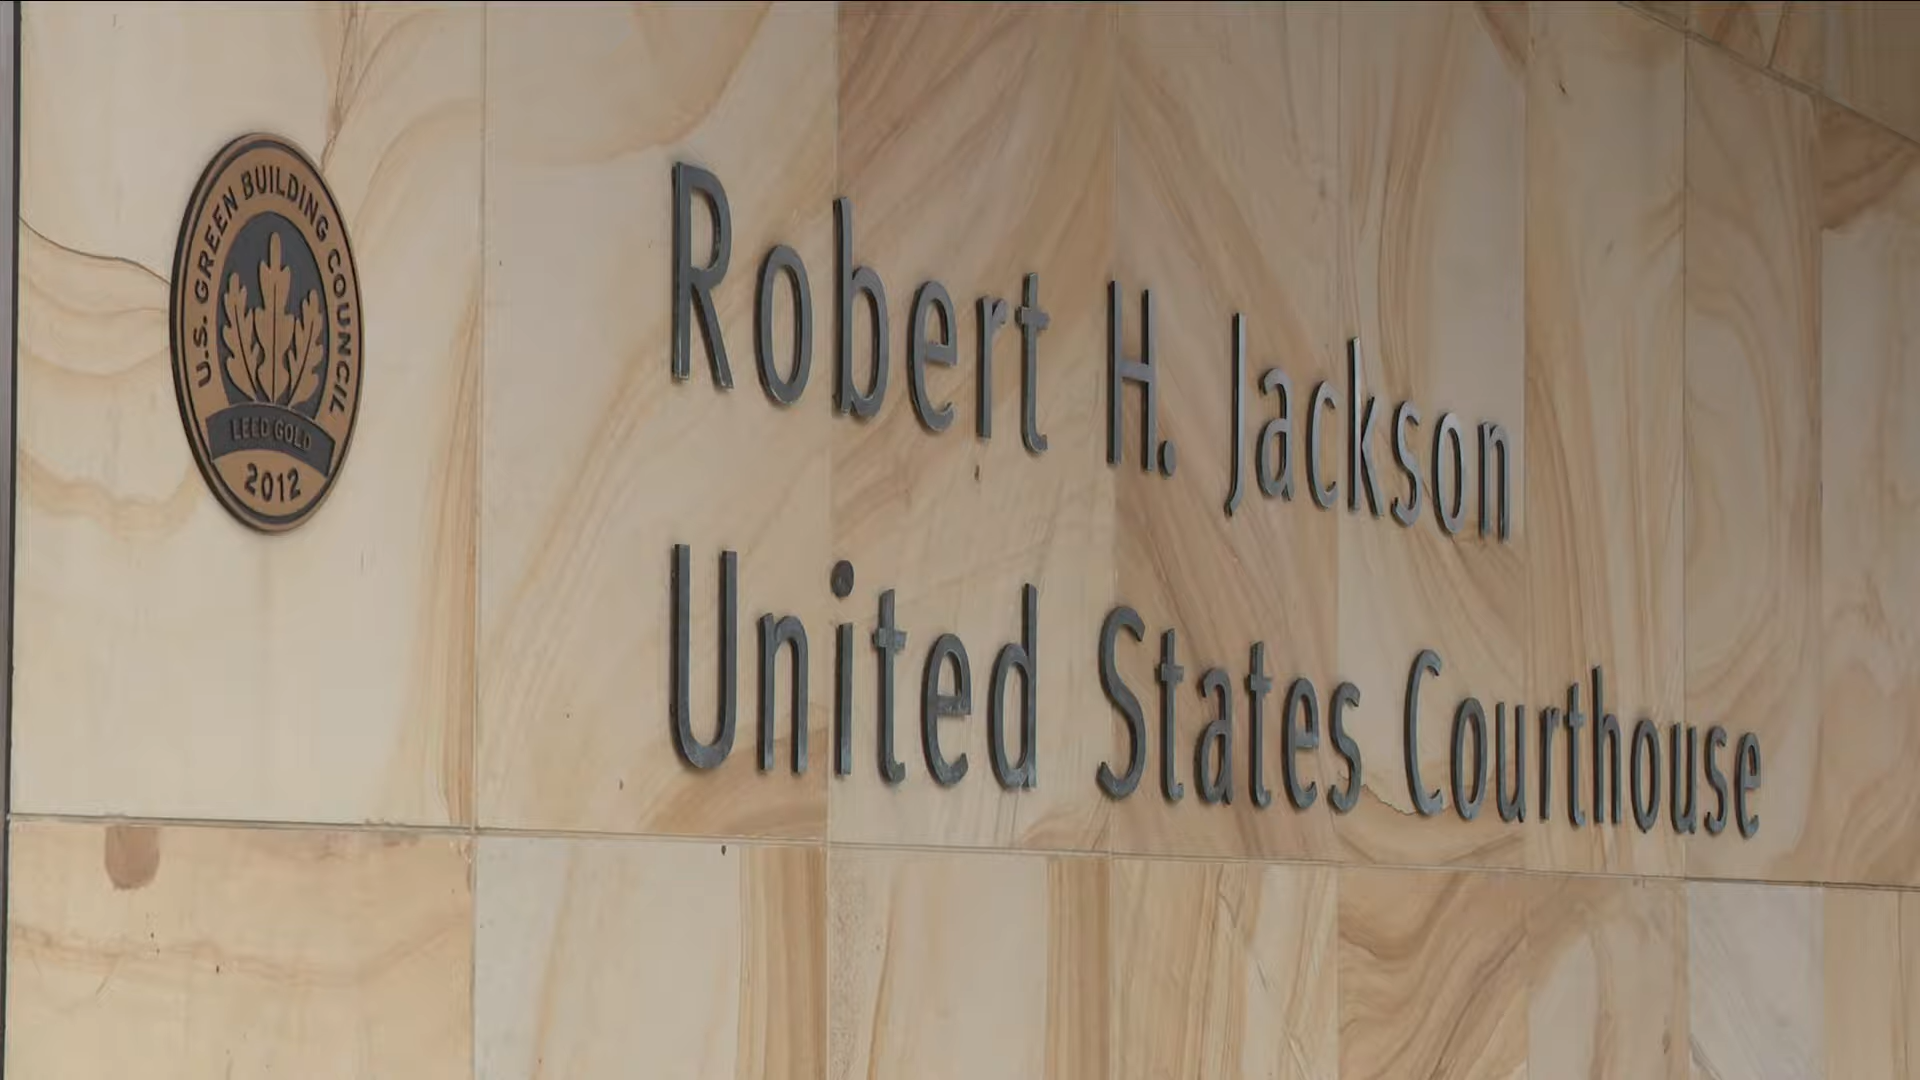 U.S. GREEN BUILDING COUNCIL
LEED GOLD
2012
Robert H. Jackson
United States Courthouse